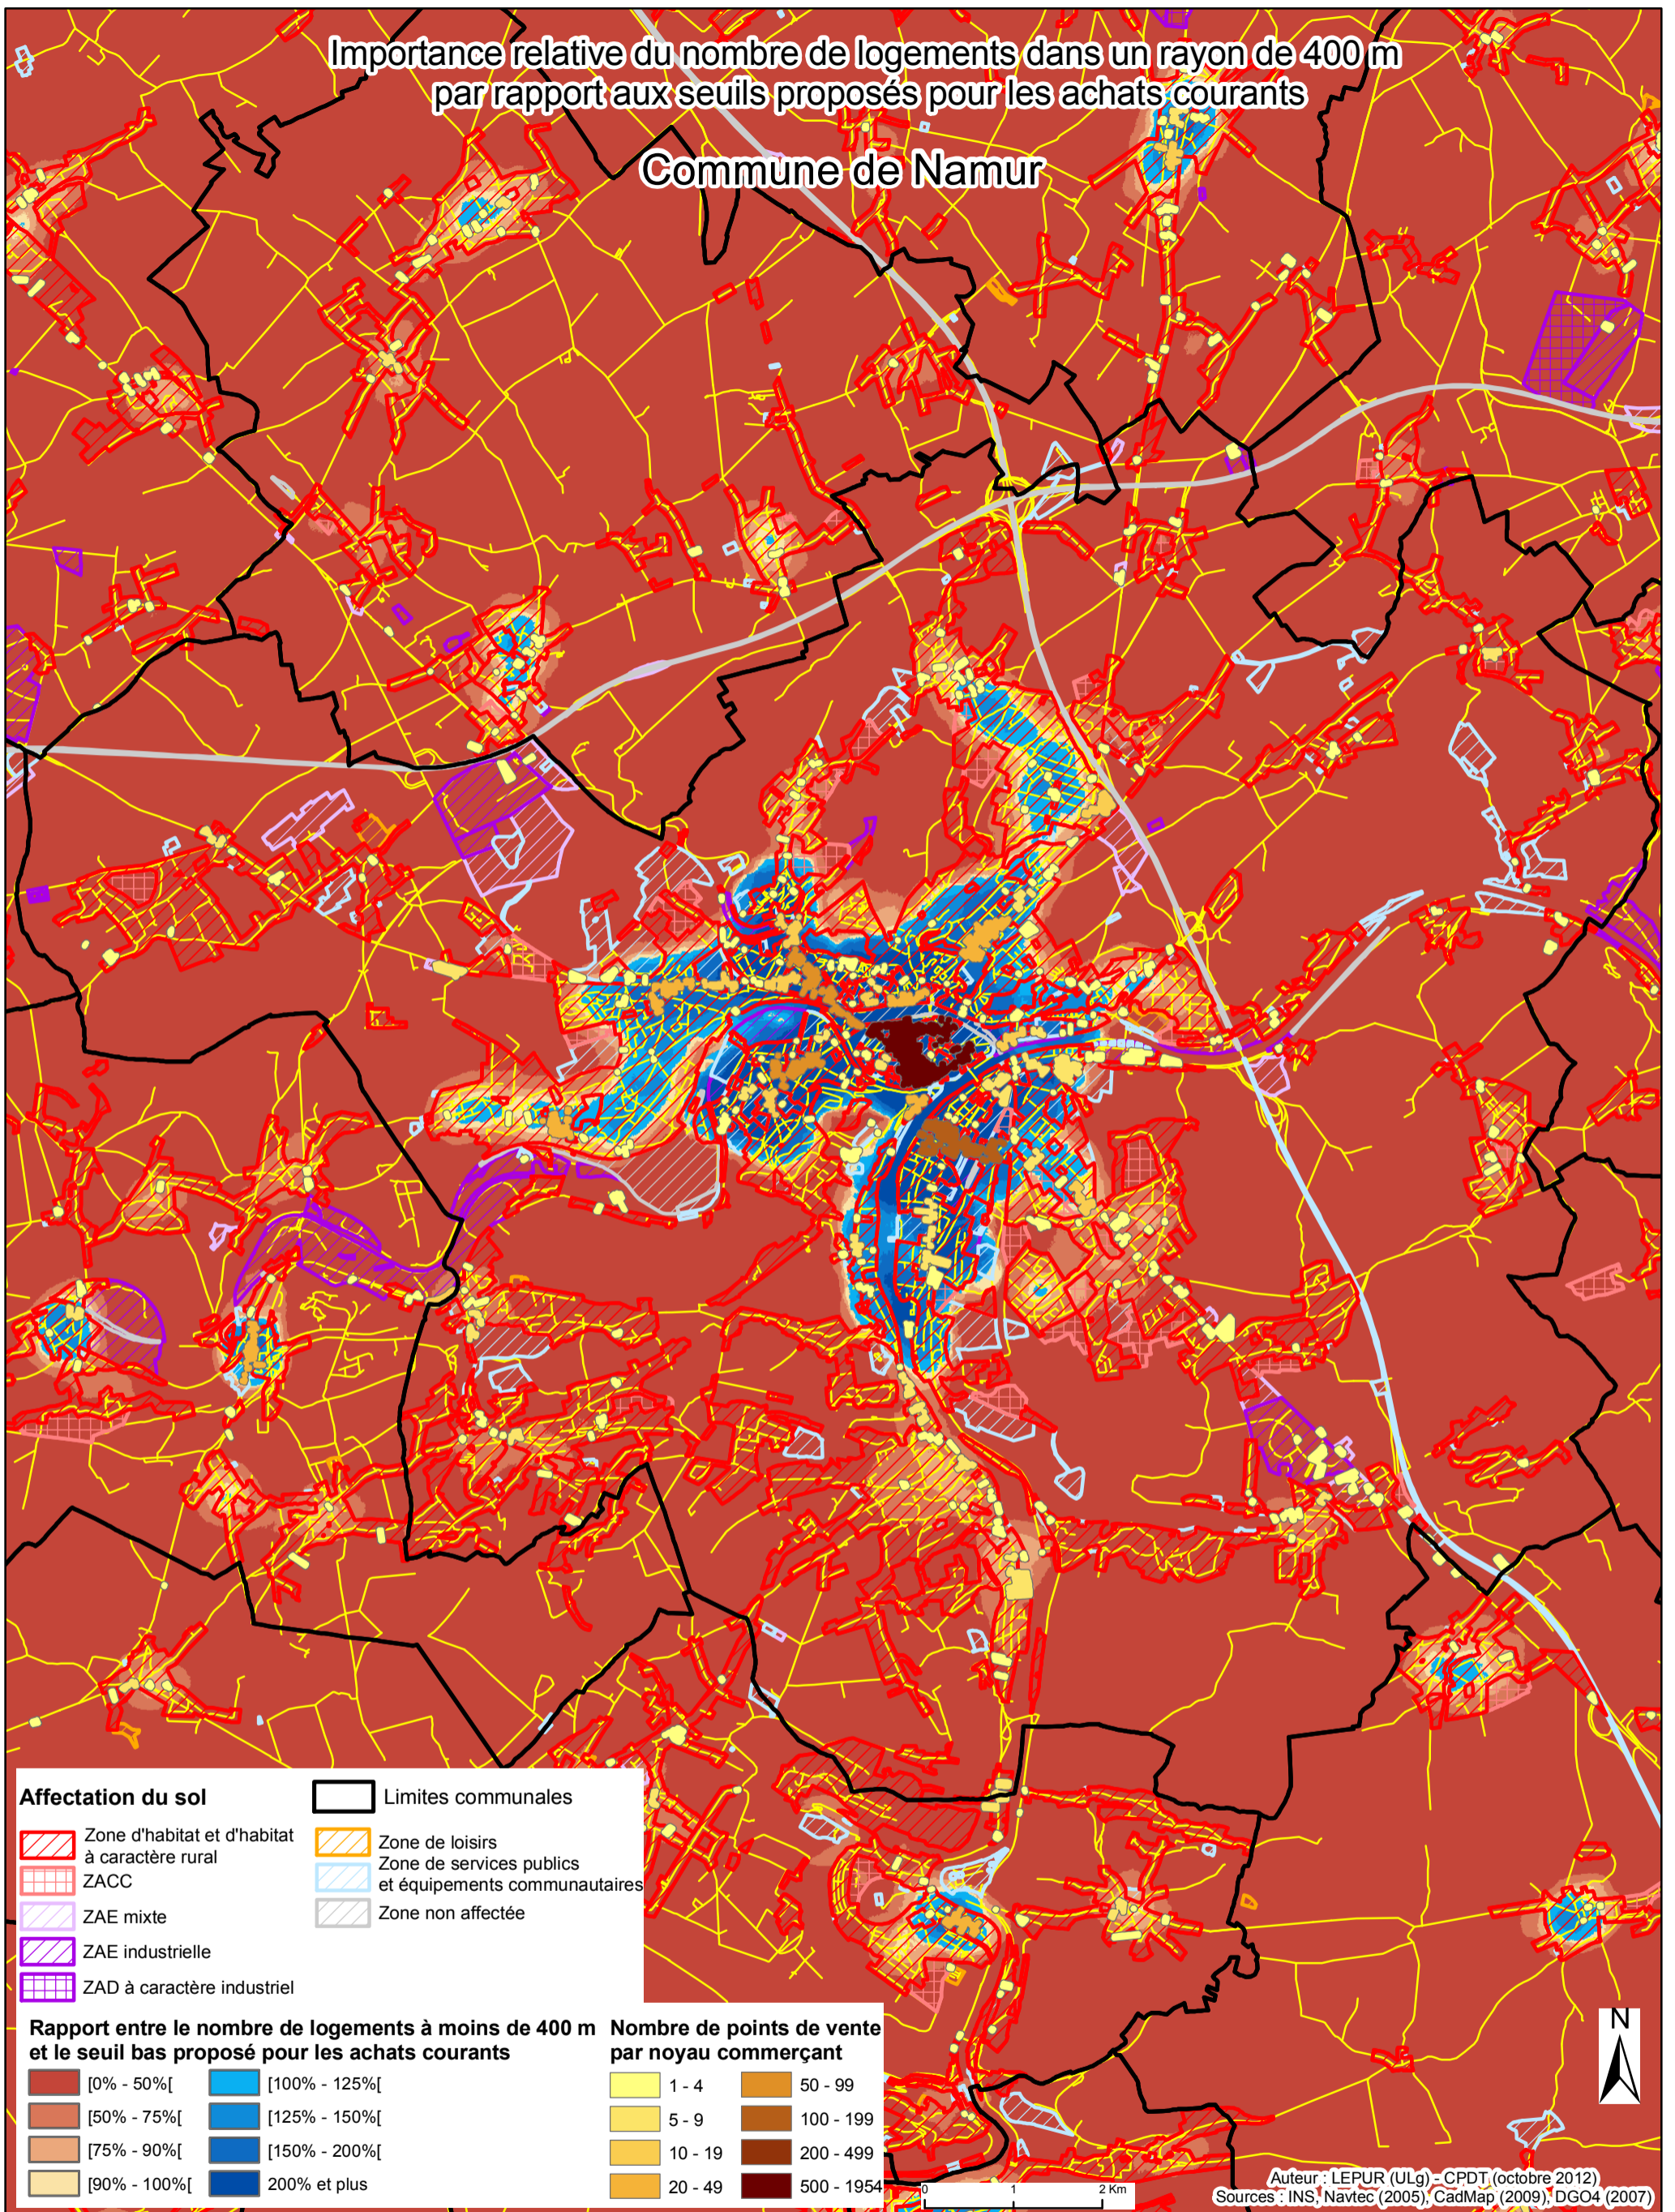 Importance relative du nombre de logements dans un rayon de 400 m
par rapport aux seuils proposés pour les achats courants
Commune de Namur
Affectation du sol
Zone d'habitat et d'habitat
à caractère rural
ZACC
ZAE mixte
ZAE industrielle
ZAD à caractère industriel
Limites communales
Zone de loisirs
Zone de services publics
et équipements communautaires
Zone non affectée
Rapport entre le nombre de logements à moins de 400 m
et le seuil bas proposé pour les achats courants
[0% - 50%[
[50% - 75%[
[75% - 90%[
[90% - 100%[
[100% - 125%[
[125% - 150%[
[150% - 200%[
200% et plus
Nombre de points de vente
par noyau commerçant
1 - 4
5 - 9
10 - 19
20 - 49
50 - 99
100 - 199
200 - 499
500 - 1954
0 1 2 Km
N
Auteur : LEPUR (ULg) - CPDT (octobre 2012)
Sources : INS, Navtec (2005), CadMap (2009), DGO4 (2007)